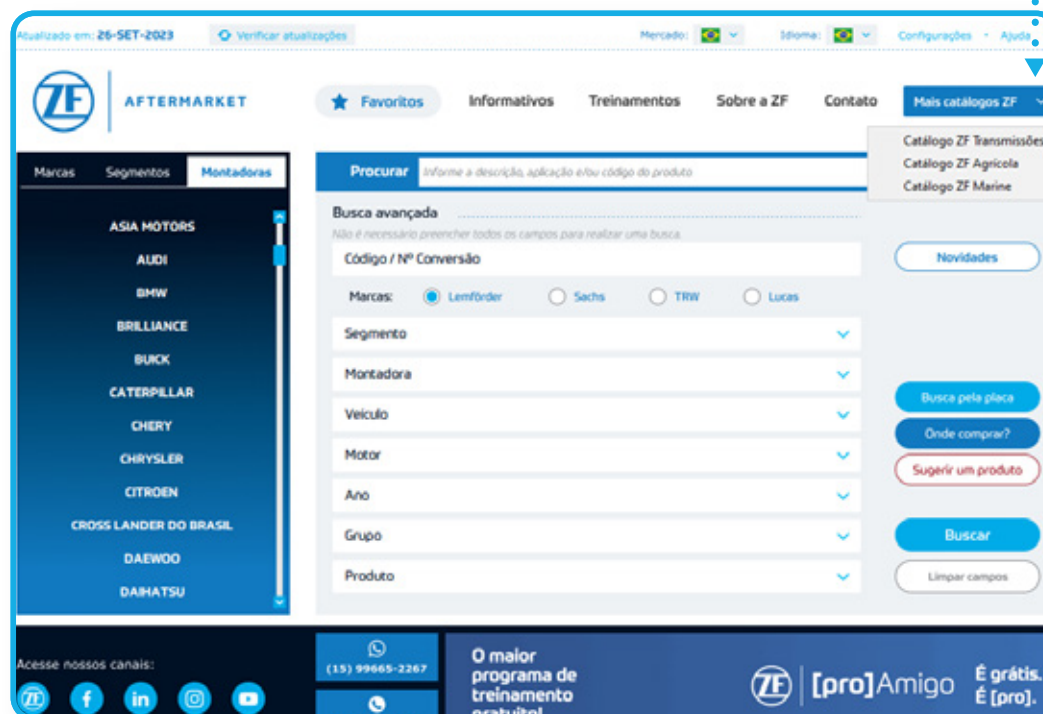 Atualizado em: 26-SET-2023 Verificar atualizações Mercado: Idioma: Configurações • Ajuda
ZF AFTERMARKET Favoritos Informativos Treinamentos Sobre a ZF Contato Mais catálogos ZF
Catálogo ZF Transmissões
Catálogo ZF Agrícola
Catálogo ZF Marine
Marcas Segmentos Montadoras
ASIA MOTORS
AUDI
BMW
BRILLIANCE
BUICK
CATERPILLAR
CHERY
CHRYSLER
CITROEN
CROSS LANDER DO BRASIL
DAEWOO
DAIHATSU
Procurar Informe a descrição, aplicação e/ou código do produto
Busca avançada
Não é necessário preencher todos os campos para realizar uma busca.
Código / Nº Conversão
Marcas: Lemförder Sachs TRW Lucas
Segmento
Montadora
Veículo
Motor
Ano
Grupo
Produto
Novidades
Busca pela placa
Onde comprar?
Sugerir um produto
Buscar
Limpar campos
Acesse nossos canais:
ZF f in
(15) 99665-2267
O maior
programa de
treinamento
gratuito!
ZF [pro]Amigo
É grátis.
É [pro].